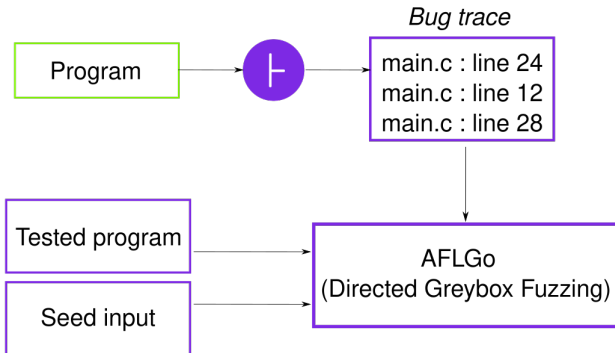 Bug trace
Program
⊢
main.c : line 24
main.c : line 12
main.c : line 28
Tested program
Seed input
AFLGo
(Directed Greybox Fuzzing)